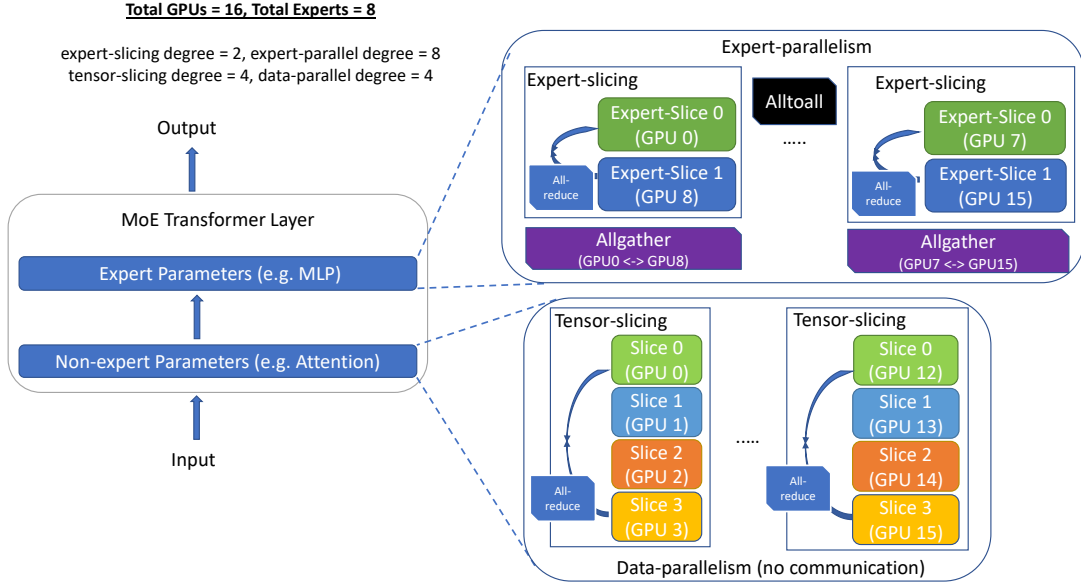 Total GPUs = 16, Total Experts = 8
expert-slicing degree = 2, expert-parallel degree = 8
tensor-slicing degree = 4, data-parallel degree = 4
Output
MoE Transformer Layer
Expert Parameters (e.g. MLP)
Non-expert Parameters (e.g. Attention)
Input
Expert-parallelism
Expert-slicing
Expert-Slice 0
(GPU 0)
All-
reduce
Expert-Slice 1
(GPU 8)
Alltoall
.....
Expert-slicing
Expert-Slice 0
(GPU 7)
All-
reduce
Expert-Slice 1
(GPU 15)
Allgather
(GPU0 <-> GPU8)
Allgather
(GPU7 <-> GPU15)
Tensor-slicing
Slice 0
(GPU 0)
Slice 1
(GPU 1)
Slice 2
(GPU 2)
All-
reduce
Slice 3
(GPU 3)
.....
Tensor-slicing
Slice 0
(GPU 12)
Slice 1
(GPU 13)
Slice 2
(GPU 14)
All-
reduce
Slice 3
(GPU 15)
Data-parallelism (no communication)